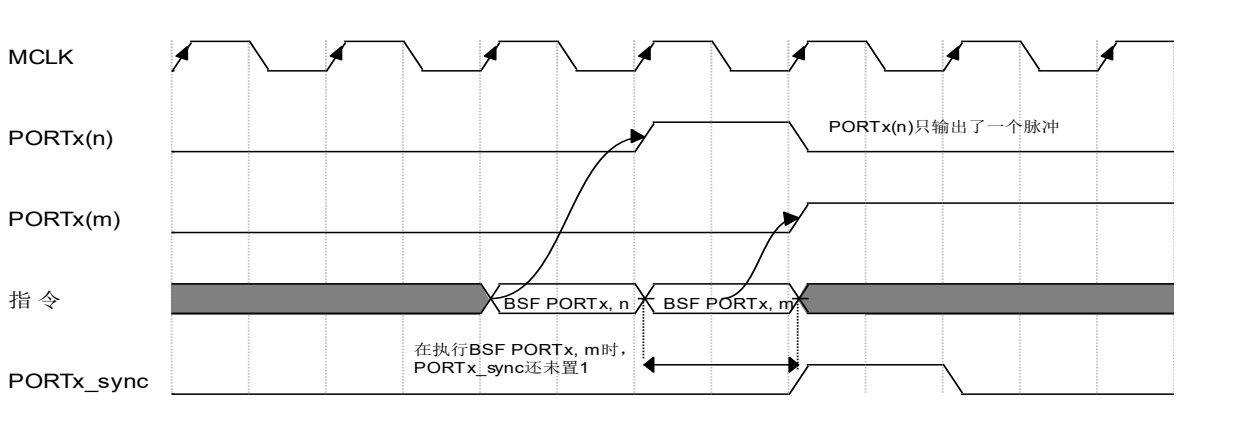 MCLK
PORTx(n)
PORTx(n)只输出了一个脉冲
PORTx(m)
指 令
BSF PORTx, n
BSF PORTx, m
在执行BSF PORTx, m时，
PORTx_sync还未置1
PORTx_sync